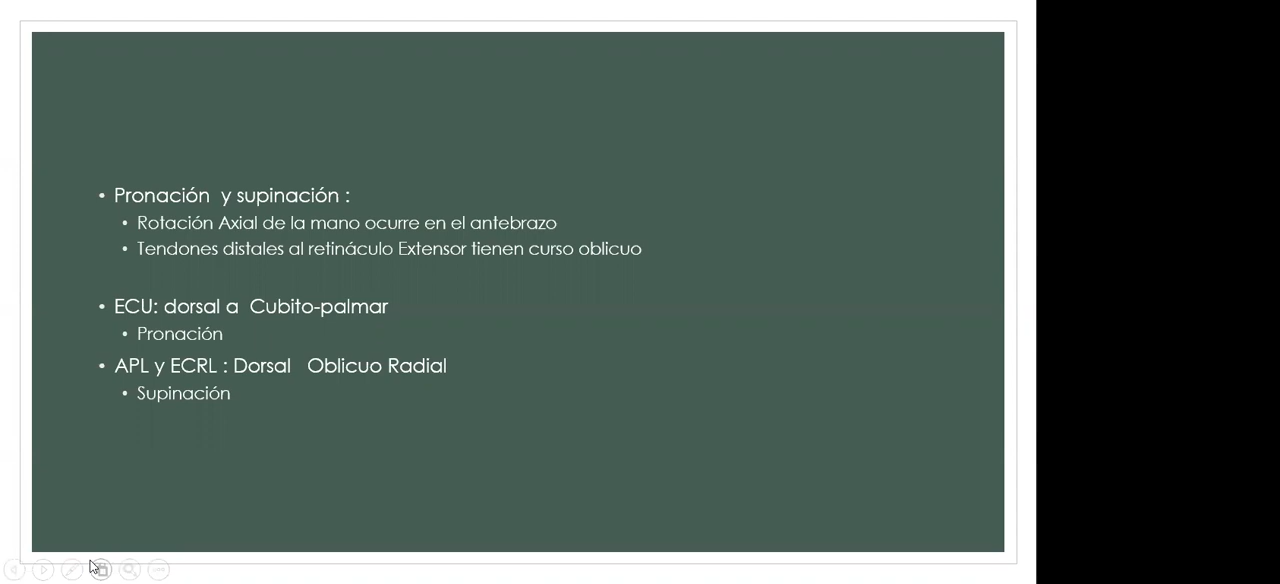 • Pronación y supinación :
• Rotación Axial de la mano ocurre en el antebrazo
• Tendones distales al retináculo Extensor tienen curso oblicuo
• ECU: dorsal a Cubito-palmar
• Pronación
• APL y ECRL : Dorsal Oblicuo Radial
• Supinación